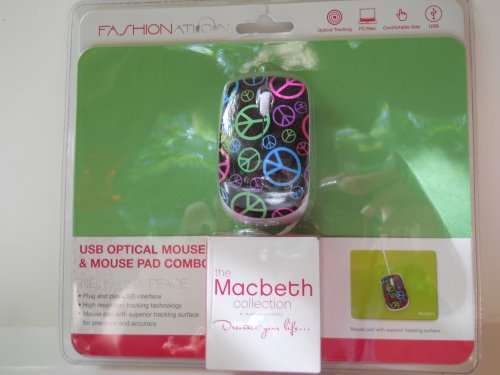 FASHIONATION
Optical Tracking
PC/Mac
Comfortable Grip
USB
USB OPTICAL MOUSE
& MOUSE PAD COMBO
PEACE
• Plug and play USB interface
• High resolution tracking technology
• Mouse pad with superior tracking surface
for precision and accuracy
the
Macbeth
collection
Dreaming your life...
Mouse pad with superior tracking surface.